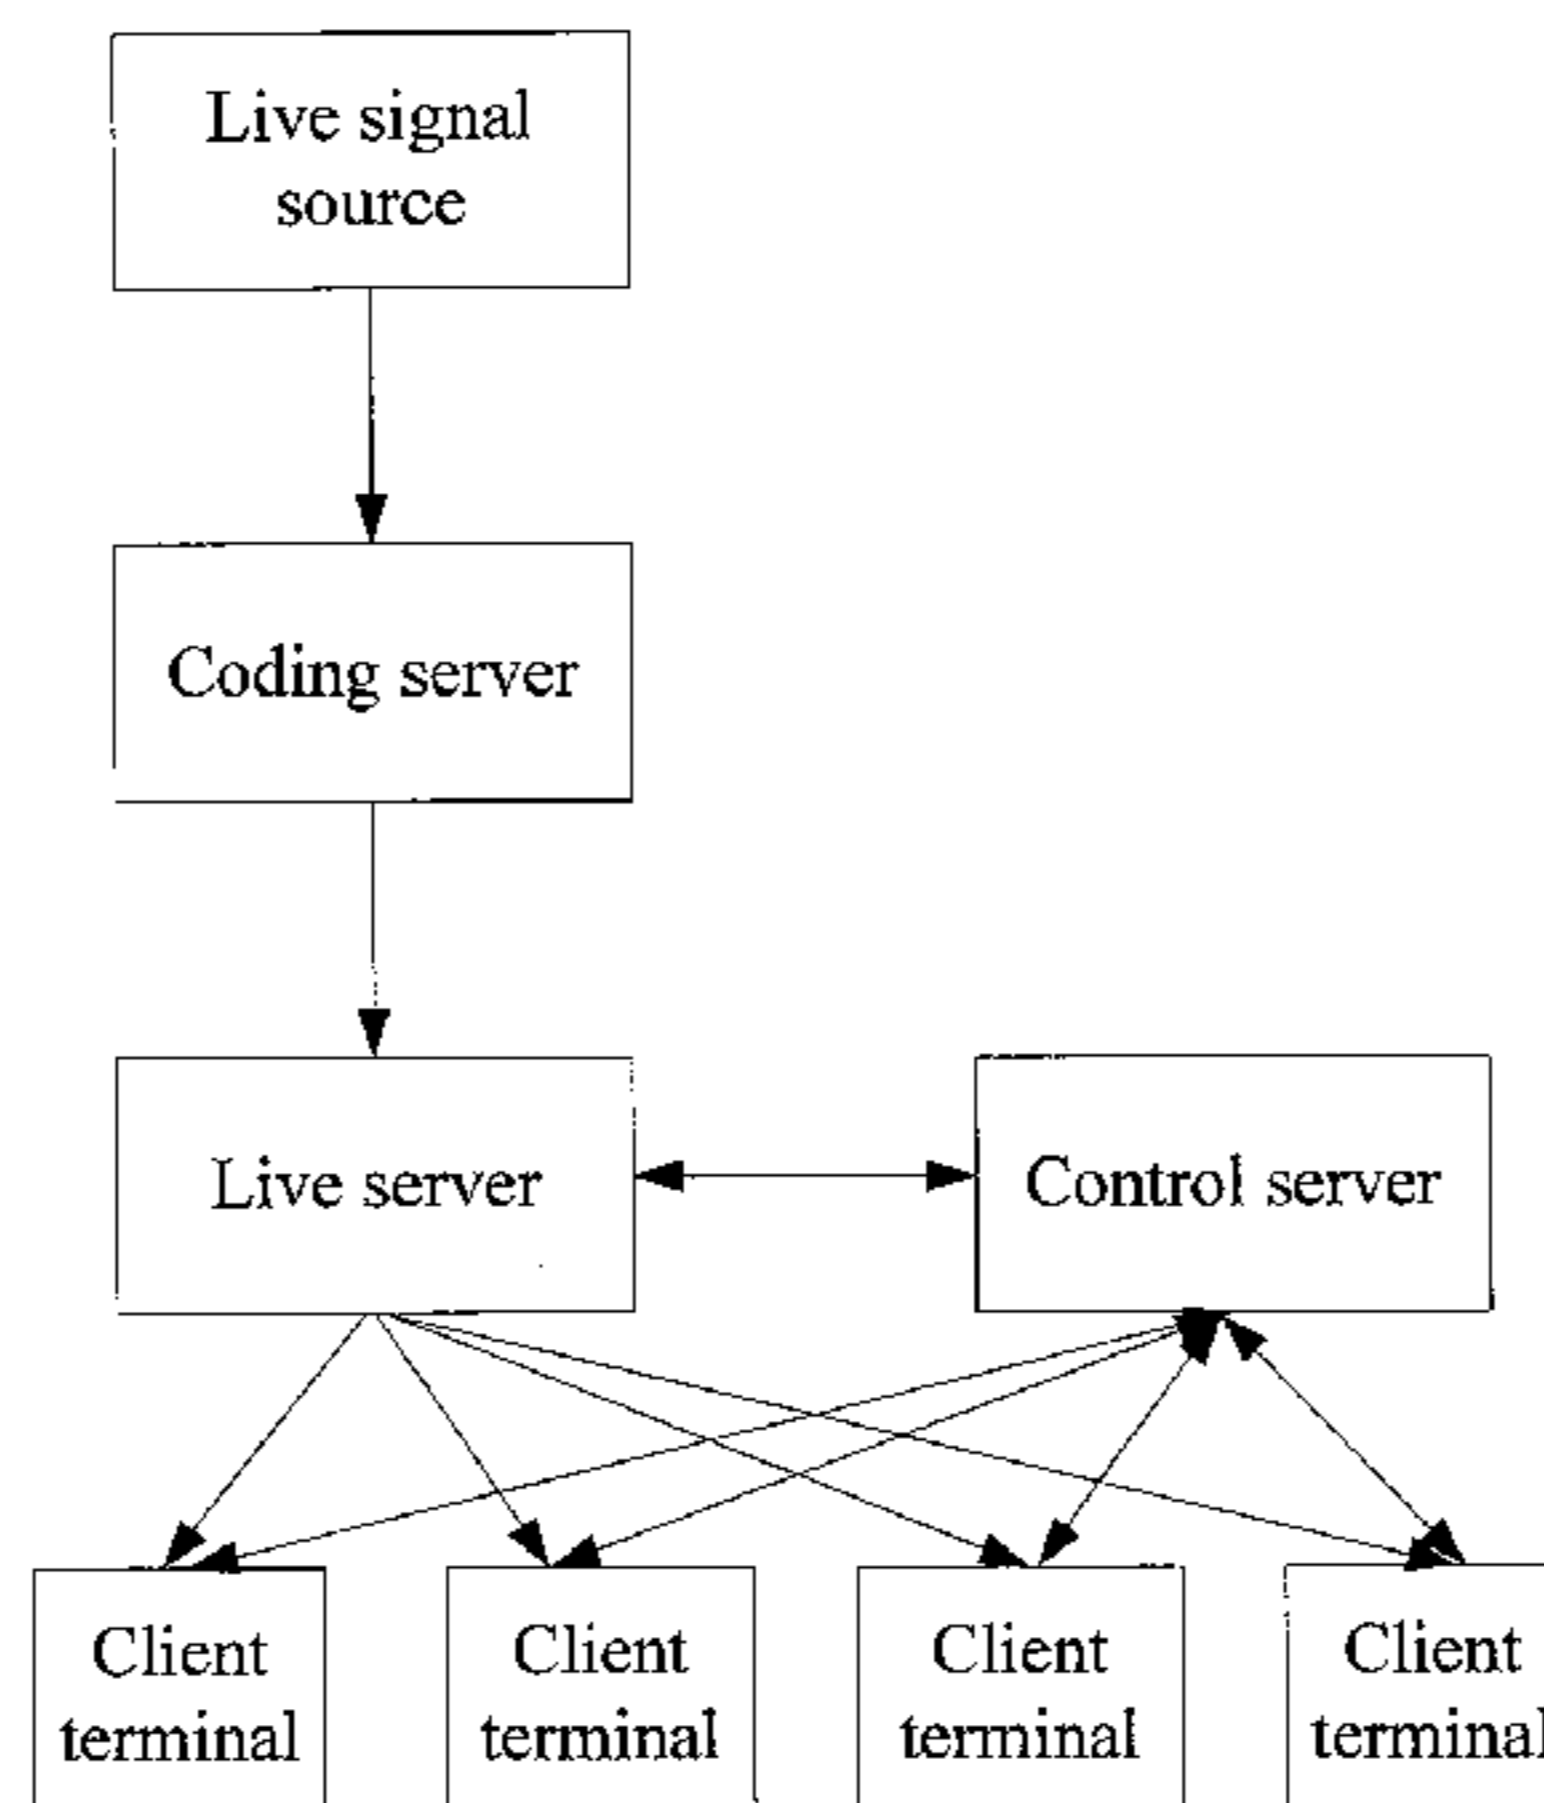 Live signal
source
Coding server
Live server
Control server
Client
terminal
Client
terminal
Client
terminal
Client
terminal